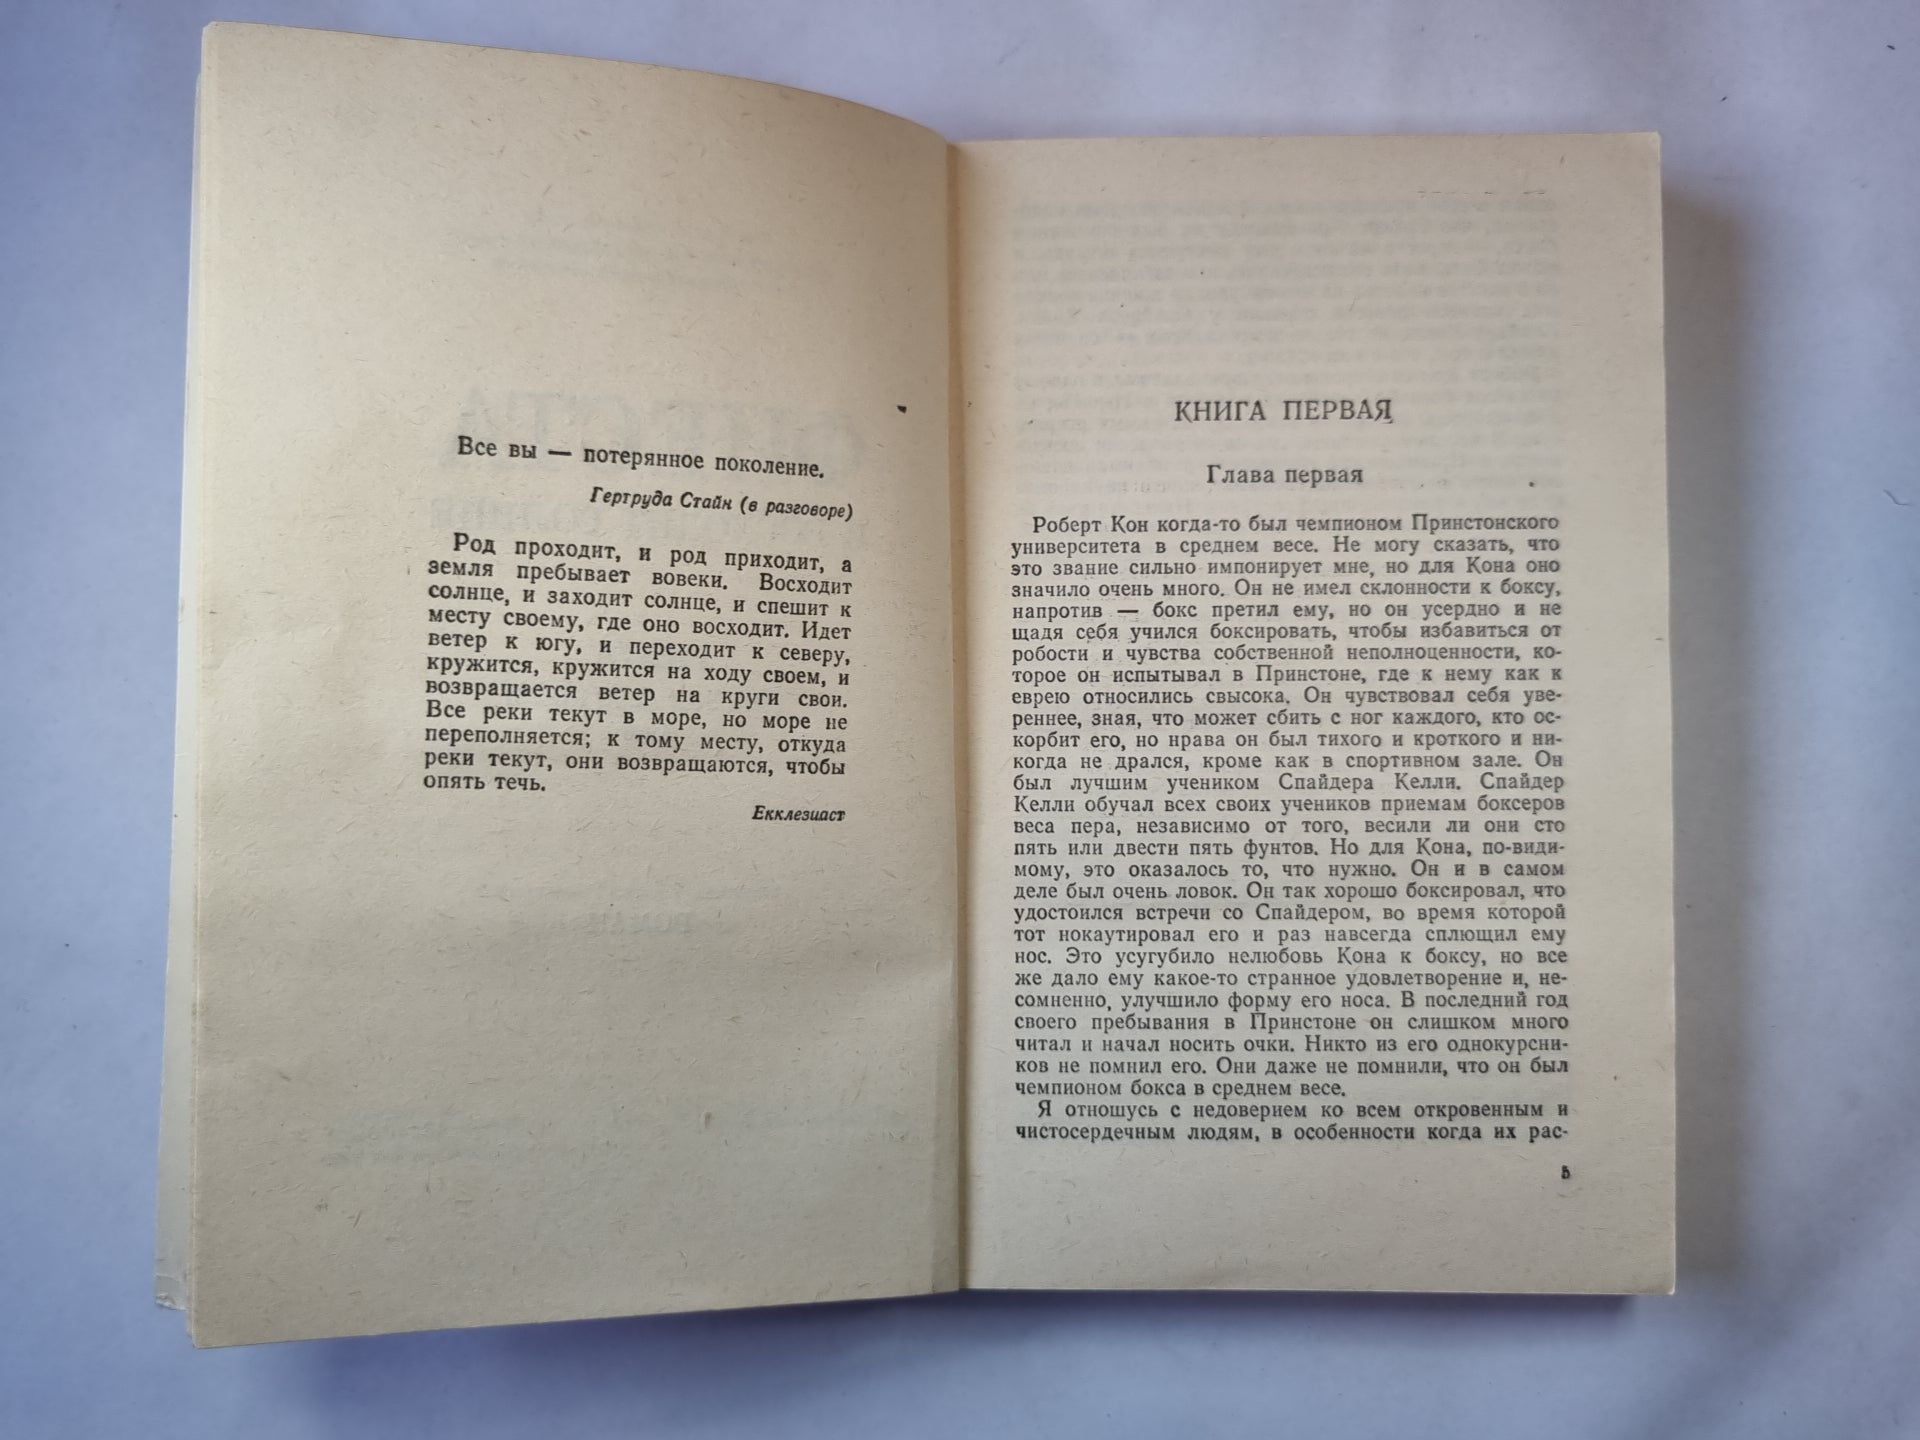 Все вы — потерянное поколение.
Гертруда Стайн (в разговоре)
Род проходит, и род приходит, а
земля пребывает вовеки. Восходит
солнце, и заходит солнце, и спешит к
месту своему, где оно восходит. Идет
ветер к югу, и переходит к северу,
кружится, кружится на ходу своем, и
возвращается ветер на круги свои.
Все реки текут в море, но море не
переполняется; к тому месту, откуда
реки текут, они возвращаются, чтобы
опять течь.
Екклезиаст
КНИГА ПЕРВАЯ
Глава первая
Роберт Кон когда-то был чемпионом Принстонского
университета в среднем весе. Не могу сказать, что
это звание сильно импонирует мне, но для Кона оно
значило очень много. Он не имел склонности к боксу,
напротив — бокс претил ему, но он усердно и не
щадя себя учился боксировать, чтобы избавиться от
робости и чувства собственной неполноценности, ко-
торое он испытывал в Принстоне, где к нему как к
еврею относились свысока. Он чувствовал себя уве-
реннее, зная, что может сбить с ног каждого, кто ос-
корбит его, но нрава он был тихого и кроткого и ни-
когда не дрался, кроме как в спортивном зале. Он
был лучшим учеником Спайдера Келли. Спайдер
Келли обучал всех своих учеников приемам боксеров
веса пера, независимо от того, весили ли они сто
пять или двести пять фунтов. Но для Кона, по-види-
мому, это оказалось то, что нужно. Он и в самом
деле был очень ловок. Он так хорошо боксировал, что
удостоился встречи со Спайдером, во время которой
тот нокаутировал его и раз навсегда сплющил ему
нос. Это усугубило нелюбовь Кона к боксу, но все
же дало ему какое-то странное удовлетворение и, не-
сомненно, улучшило форму его носа. В последний год
своего пребывания в Принстоне он слишком много
читал и начал носить очки. Никто из его однокурсни-
ков не помнил его. Они даже не помнили, что он был
чемпионом бокса в среднем весе.
Я отношусь с недоверием ко всем откровенным и
чистосердечным людям, в особенности когда их рас-
5